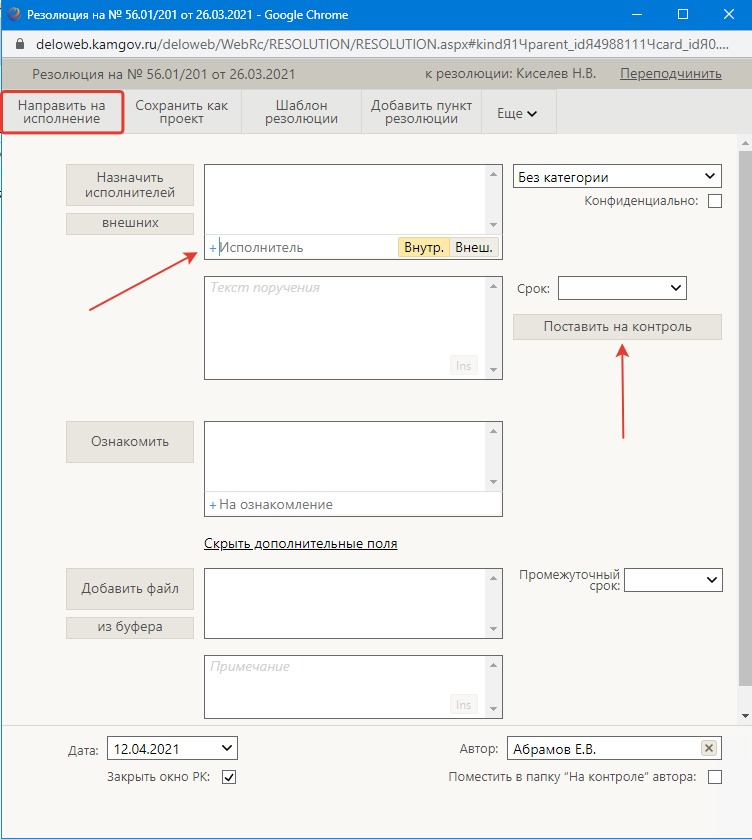 Резолюция на № 56.01/201 от 26.03.2021 - Google Chrome
deloweb.kamgov.ru/deloweb/WebRc/RESOLUTION/RESOLUTION.aspx#kindЯ1Чparent_idЯ4988111Чcard_idЯ0....
Резолюция на № 56.01/201 от 26.03.2021 к резолюции: Киселев Н.В. Переподчинить
Направить на исполнение
Сохранить как проект
Шаблон резолюции
Добавить пункт резолюции
Еще
Назначить исполнителей
внешних
+ Исполнитель Внутр. Внеш.
Без категории
Конфиденциально:
Текст поручения
Ins
Срок:
Поставить на контроль
Ознакомить
+ На ознакомление
Скрыть дополнительные поля
Добавить файл
из буфера
Промежуточный срок:
Примечание
Ins
Дата: 12.04.2021
Автор: Абрамов Е.В.
Закрыть окно РК:
Поместить в папку “На контроле” автора: